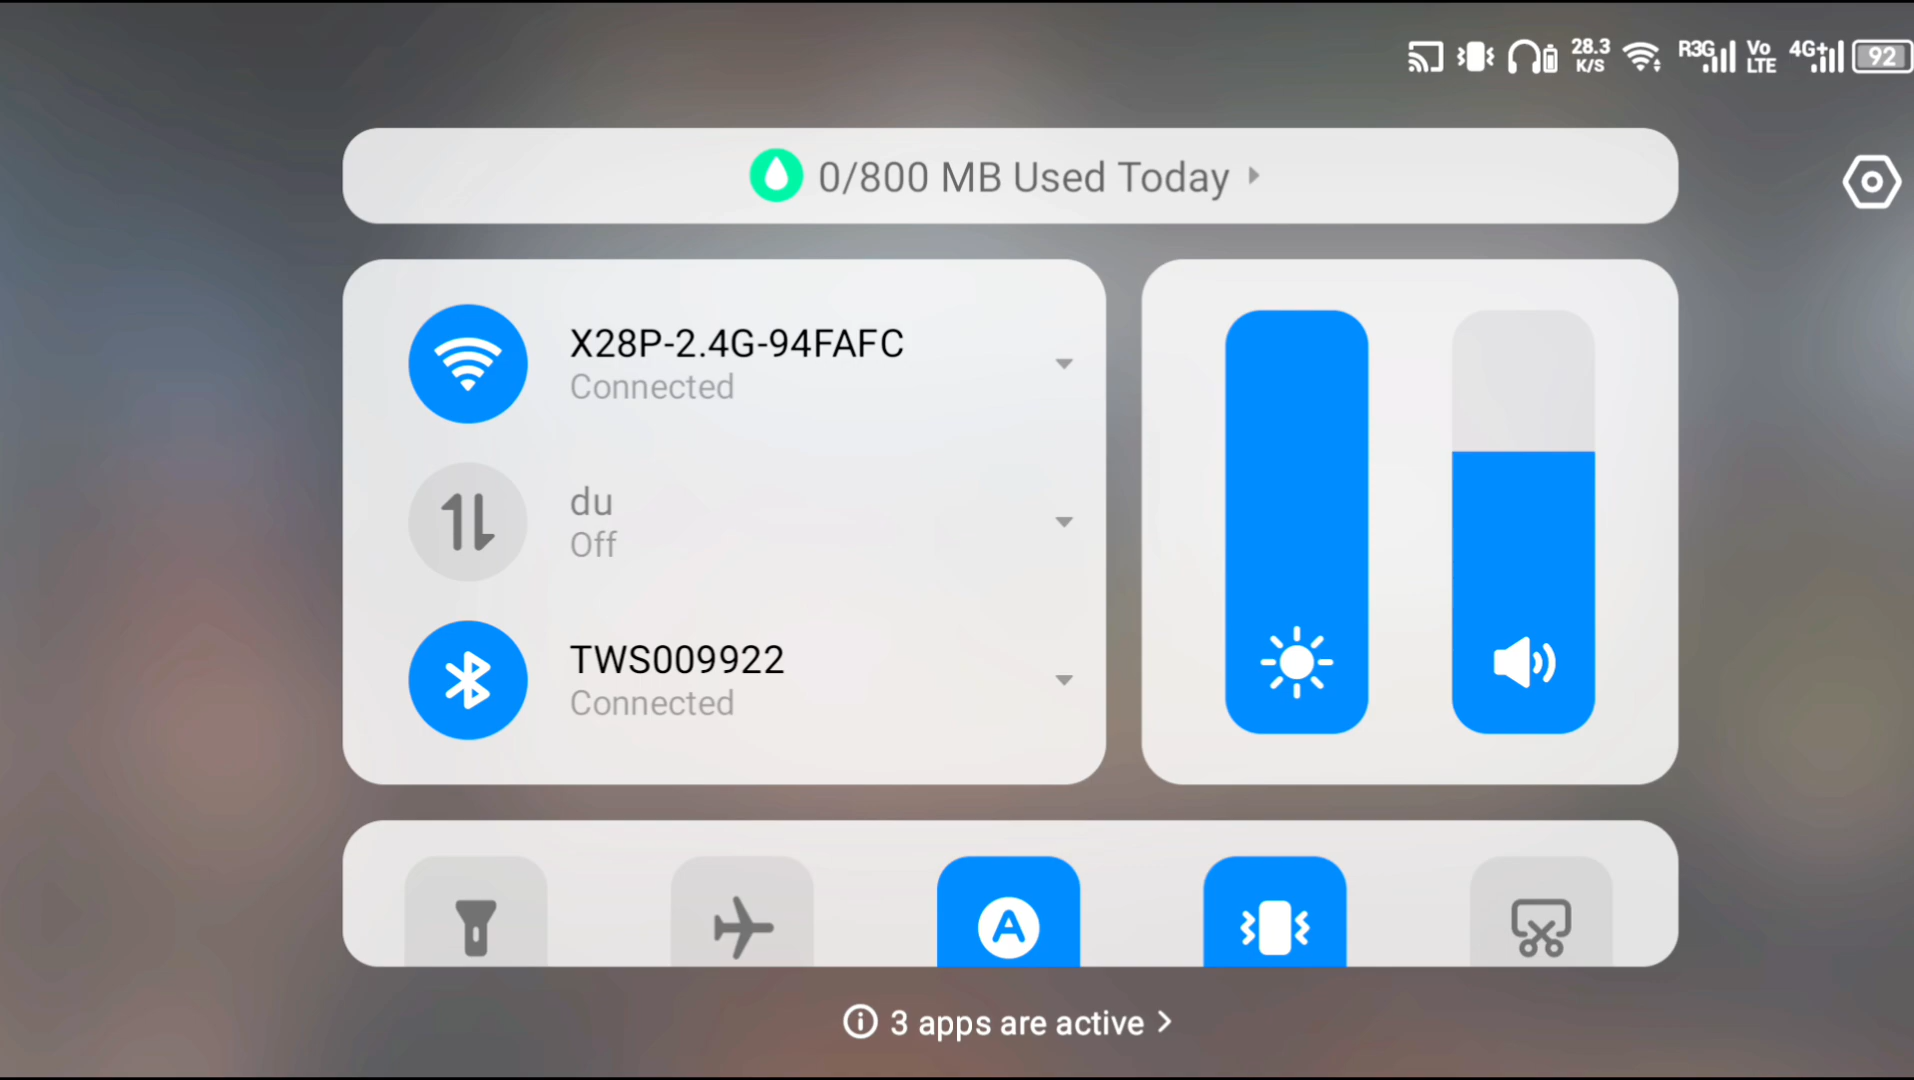 28.3
K/S
R3G
Vo
LTE
4G+
92
0/800 MB Used Today
X28P-2.4G-94FAFC
Connected
du
Off
TWS009922
Connected
A
3 apps are active